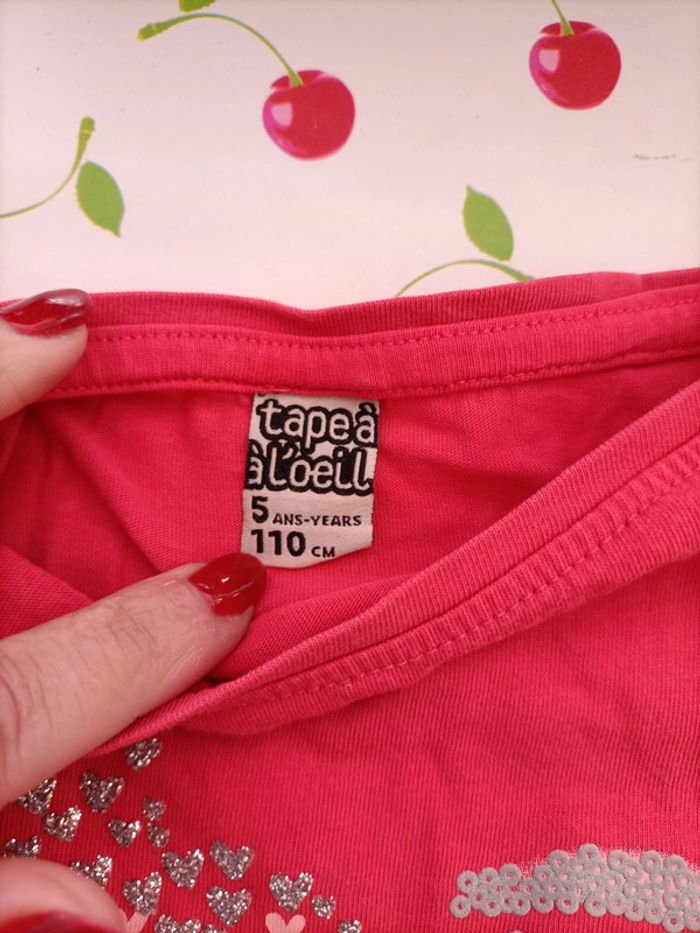 tape à
à l'oeil
5 ANS-YEARS
110 CM